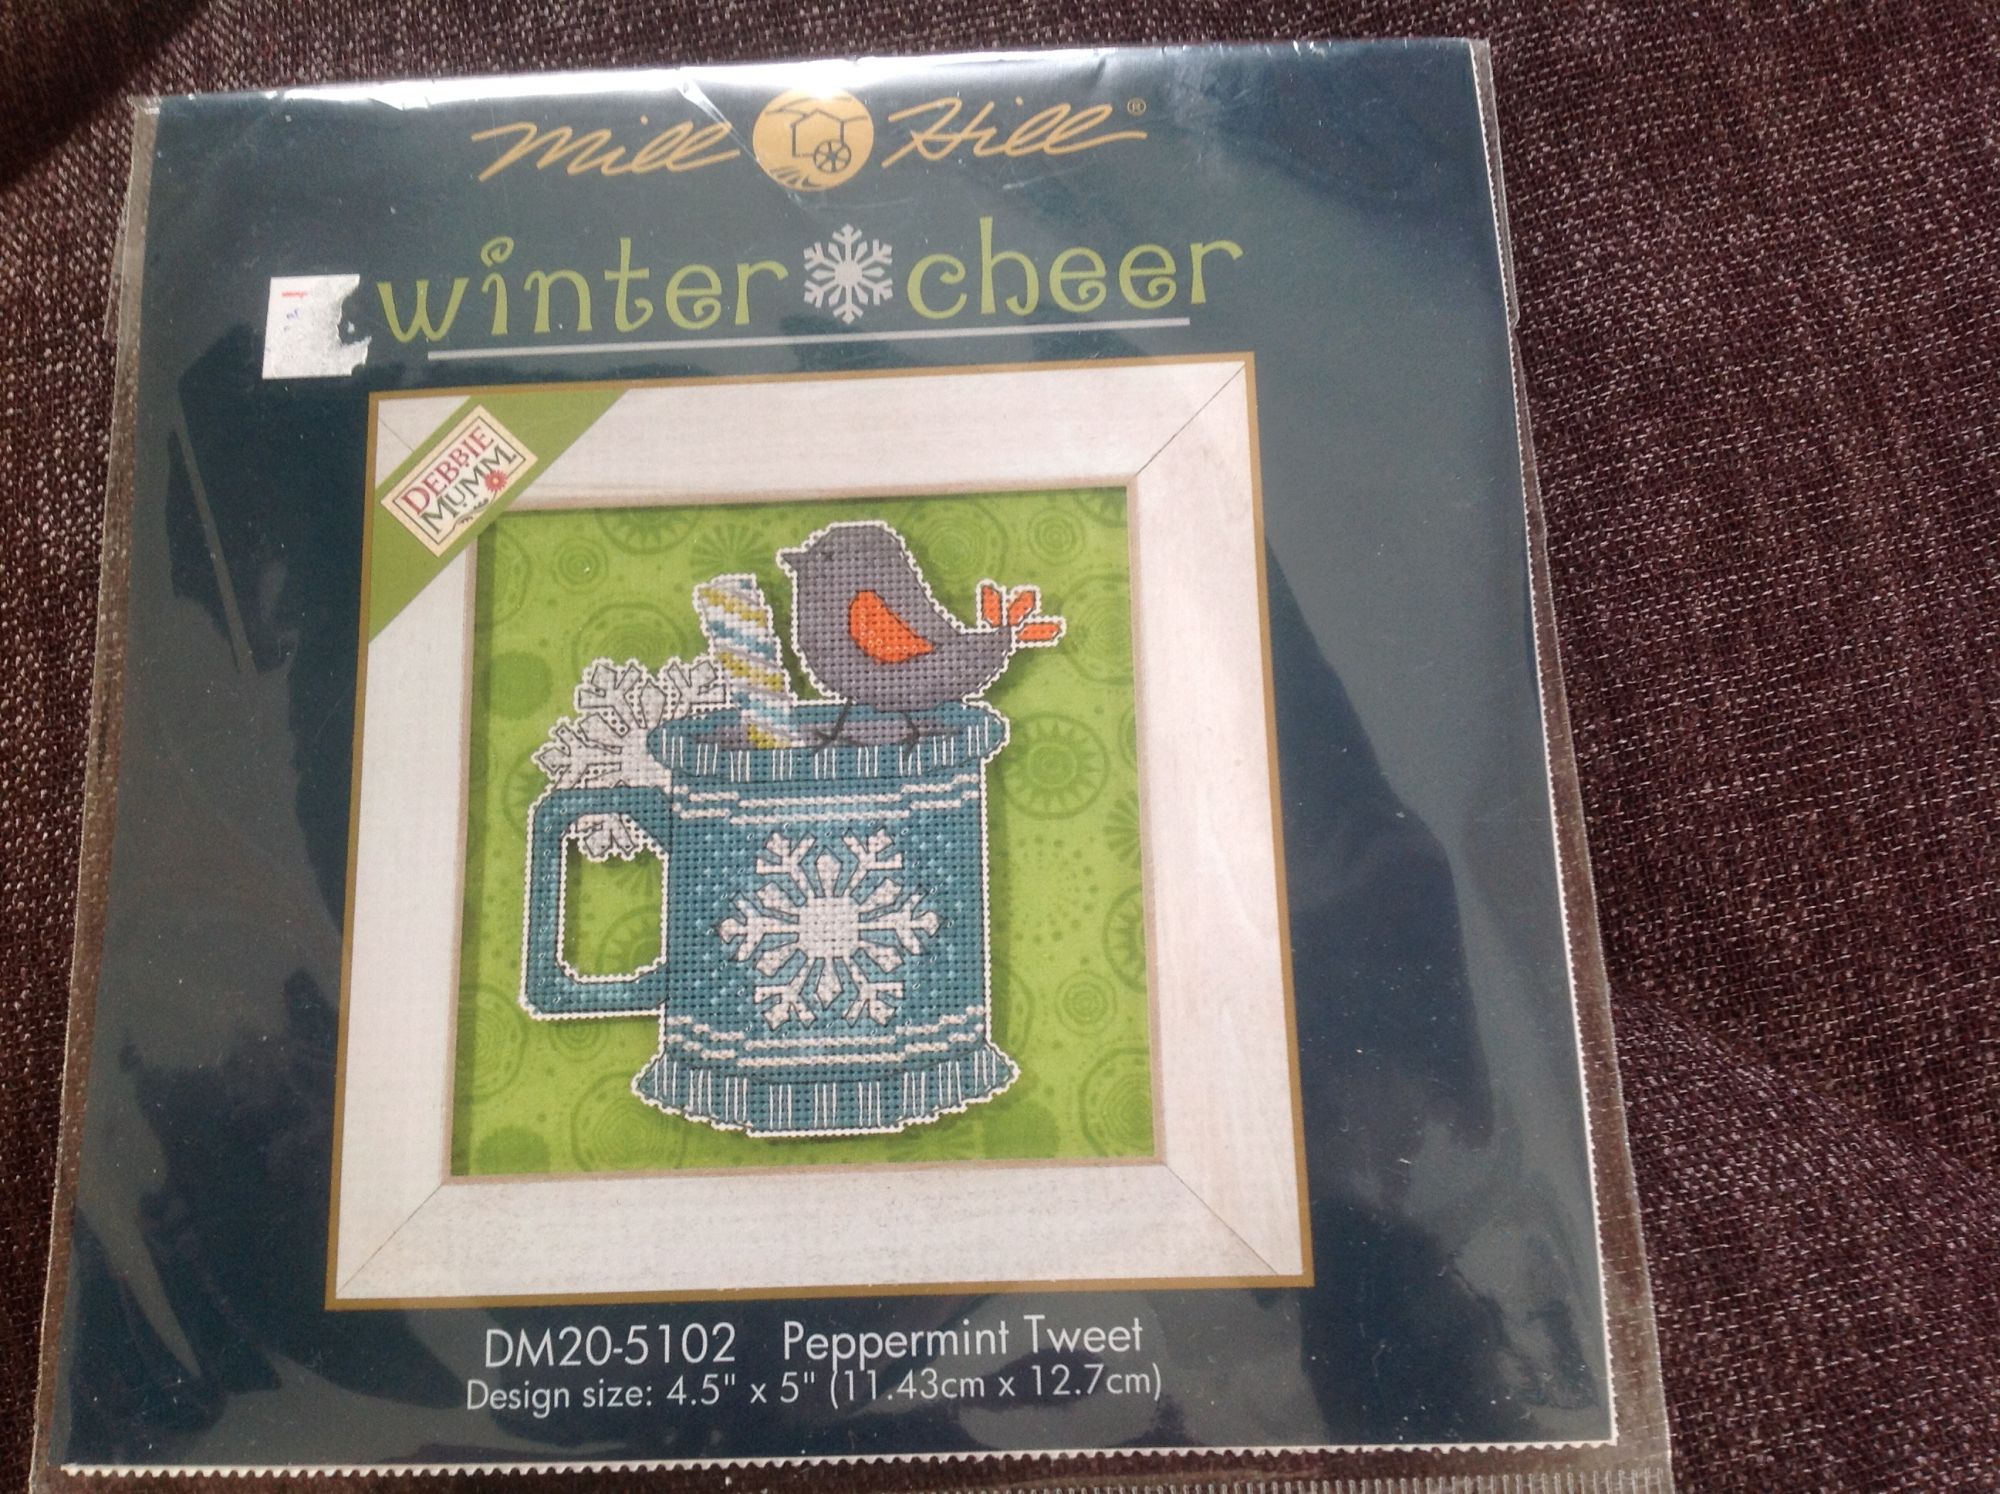 Mill Hill®
winter cheer
DEBBIE
MUMM
DM20-5102 Peppermint Tweet
Design size: 4.5" x 5" (11.43cm x 12.7cm)